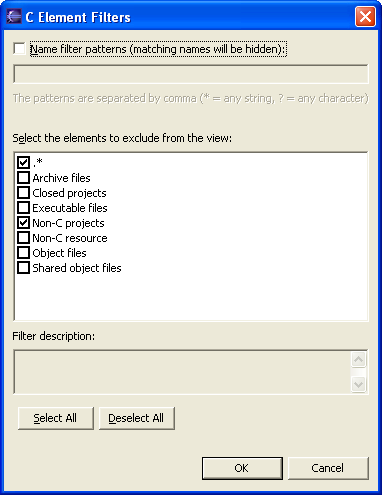 C Element Filters
Name filter patterns (matching names will be hidden):
The patterns are separated by comma (* = any string, ? = any character)
Select the elements to exclude from the view:
.*
Archive files
Closed projects
Executable files
Non-C projects
Non-C resource
Object files
Shared object files
Filter description:
Select All Deselect All
OK Cancel